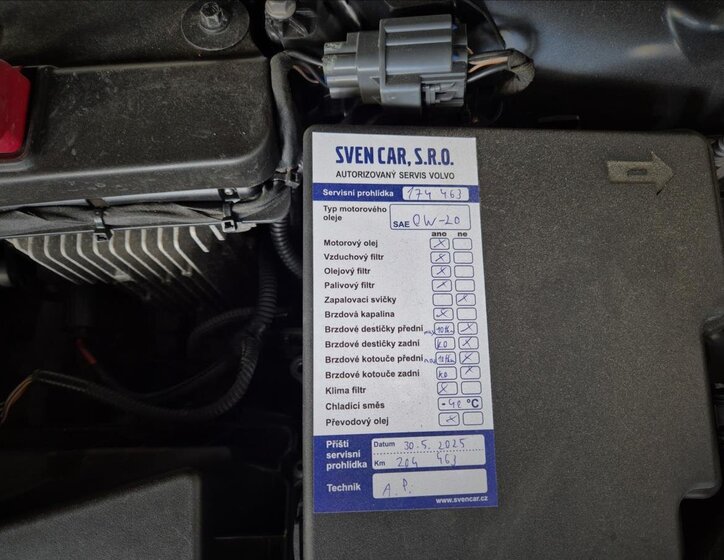 SVEN CAR, S.R.O.
AUTORIZOVANÝ SERVIS VOLVO
Servisní prohlídka 174 463
Typ motorového
oleje SAE 0W-20
ano ne
Motorový olej X
Vzduchový filtr X
Olejový filtr X
Palivový filtr X
Zapalovací svíčky X
Brzdová kapalina X
Brzdové destičky přední X
Brzdové destičky zadní KO X
Brzdové kotouče přední X
Brzdové kotouče zadní KO X
Klima filtr X
Chladící směs -42 °C
Převodový olej X
Příští
servisní
prohlídka
Datum 30.5.2025
Km 204 463
Technik A.P.
www.svencar.cz